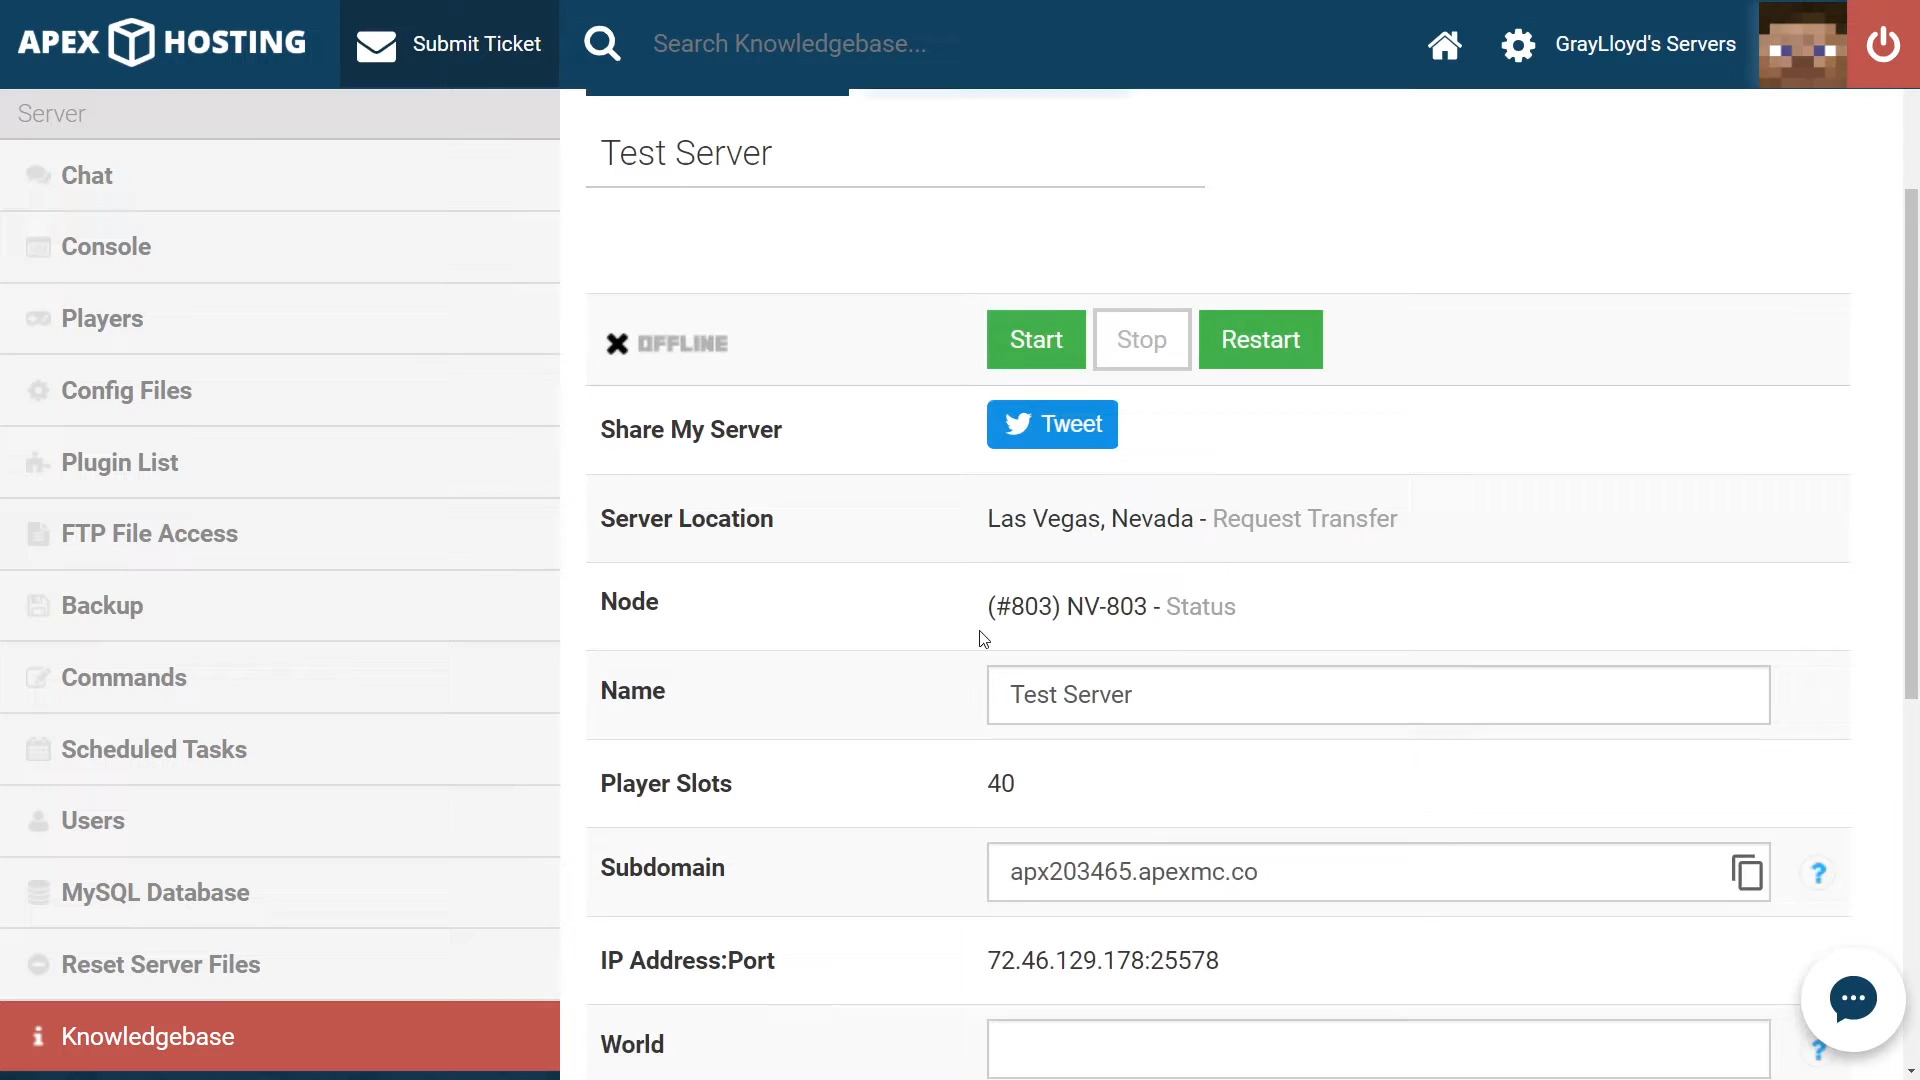 APEX HOSTING
Submit Ticket
Search Knowledgebase...
GrayLloyd's Servers
Server
Chat
Console
Players
Config Files
Plugin List
FTP File Access
Backup
Commands
Scheduled Tasks
Users
MySQL Database
Reset Server Files
Knowledgebase
Test Server
OFFLINE
Start
Stop
Restart
Share My Server
Tweet
Server Location
Las Vegas, Nevada - Request Transfer
Node
(#803) NV-803 - Status
Name
Test Server
Player Slots
40
Subdomain
apx203465.apexmc.co
?
IP Address:Port
72.46.129.178:25578
World
?